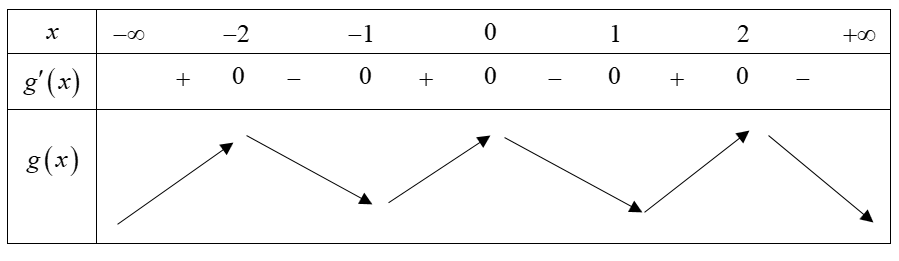 x −∞ −2 −1 0 1 2 +∞
g′(x) + 0 − 0 + 0 − 0 + 0 −
g(x)